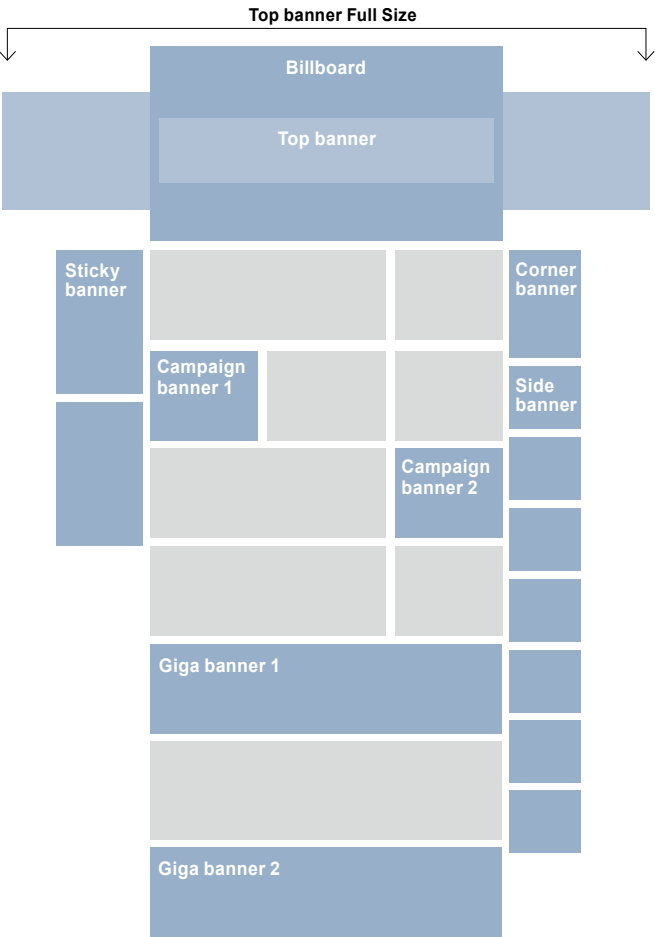 Top banner Full Size
Billboard
Top banner
Sticky
banner
Corner
banner
Campaign
banner 1
Side
banner
Campaign
banner 2
Giga banner 1
Giga banner 2